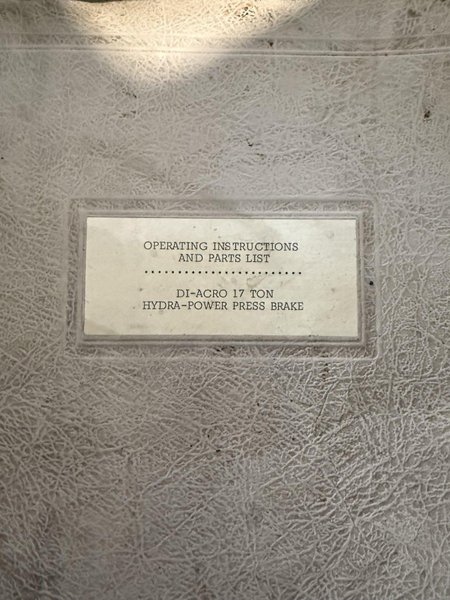 OPERATING INSTRUCTIONS
AND PARTS LIST
DI-ACRO 17 TON
HYDRA-POWER PRESS BRAKE